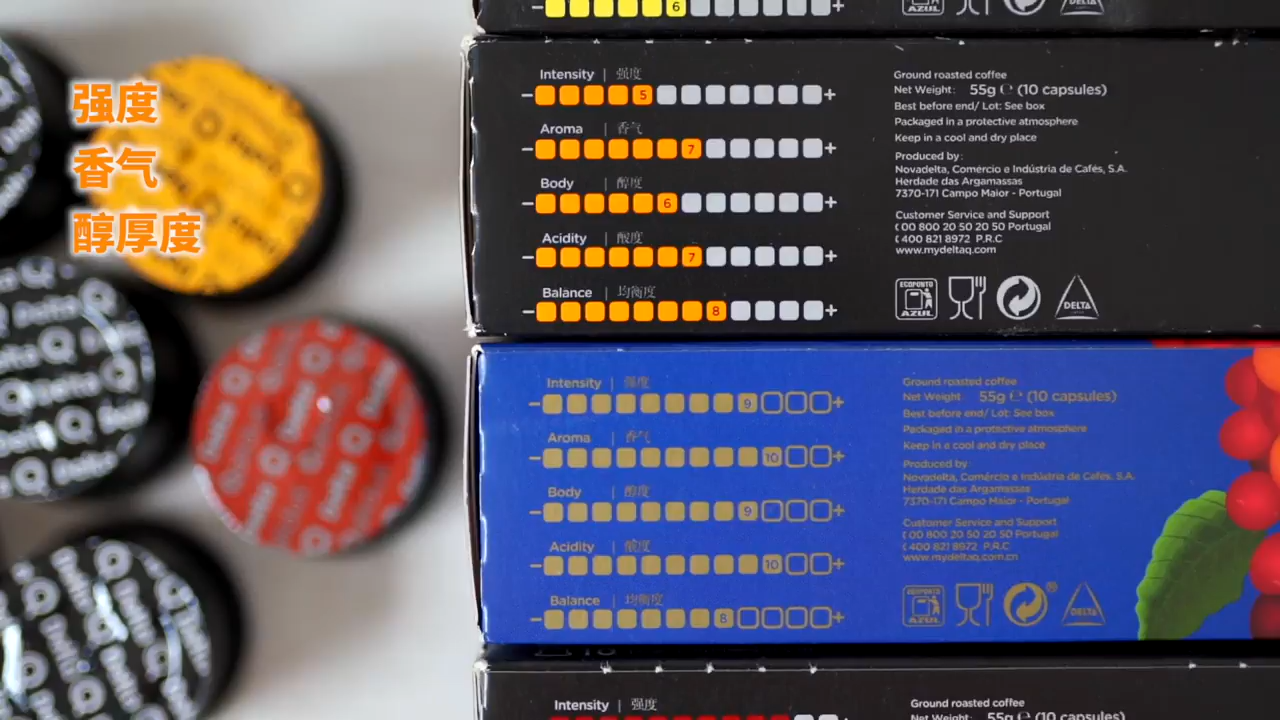 强度
香气
醇厚度
6
AZUL
DELTA
Intensity | 强度
5
Aroma | 香气
7
Body | 醇度
6
Acidity | 酸度
7
Balance | 均衡度
8
Ground roasted coffee
Net Weight: 55g ℮ (10 capsules)
Best before end/ Lot: See box
Packaged in a protective atmosphere
Keep in a cool and dry place
Produced by:
Novadelta, Comércio e Indústria de Cafés, S.A.
Herdade das Argamassas
7370-171 Campo Maior - Portugal
Customer Service and Support
00 800 20 50 20 50 Portugal
400 821 8972 P.R.C
www.mydeltaq.com
ECOPONTO
AZUL
DELTA
Intensity | 强度
9
Aroma | 香气
10
Body | 醇度
9
Acidity | 酸度
10
Balance | 均衡度
8
Ground roasted coffee
Net Weight: 55g ℮ (10 capsules)
Best before end/ Lot: See box
Packaged in a protective atmosphere
Keep in a cool and dry place
Produced by:
Novadelta, Comércio e Indústria de Cafés, S.A.
Herdade das Argamassas
7370-171 Campo Maior - Portugal
Customer Service and Support
00 800 20 50 20 50 Portugal
400 821 8972 P.R.C
www.mydeltaq.com.cn
ECOPONTO
AZUL
DELTA
Intensity | 强度
Ground roasted coffee
Net Weight: 55g ℮ (10 capsules)
Delta Q
Delta
Delta Q
Delta
Delta
Delta